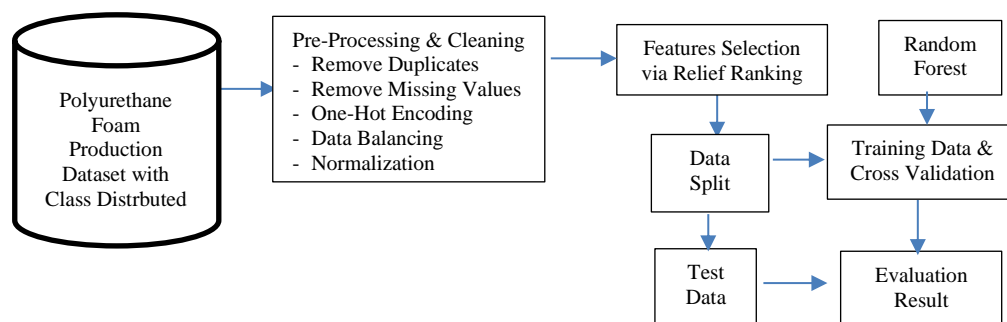 Polyurethane
Foam
Production
Dataset with
Class Distrbuted
Pre-Processing & Cleaning
- Remove Duplicates
- Remove Missing Values
- One-Hot Encoding
- Data Balancing
- Normalization
Features Selection
via Relief Ranking
Random
Forest
Data
Split
Training Data &
Cross Validation
Test
Data
Evaluation
Result